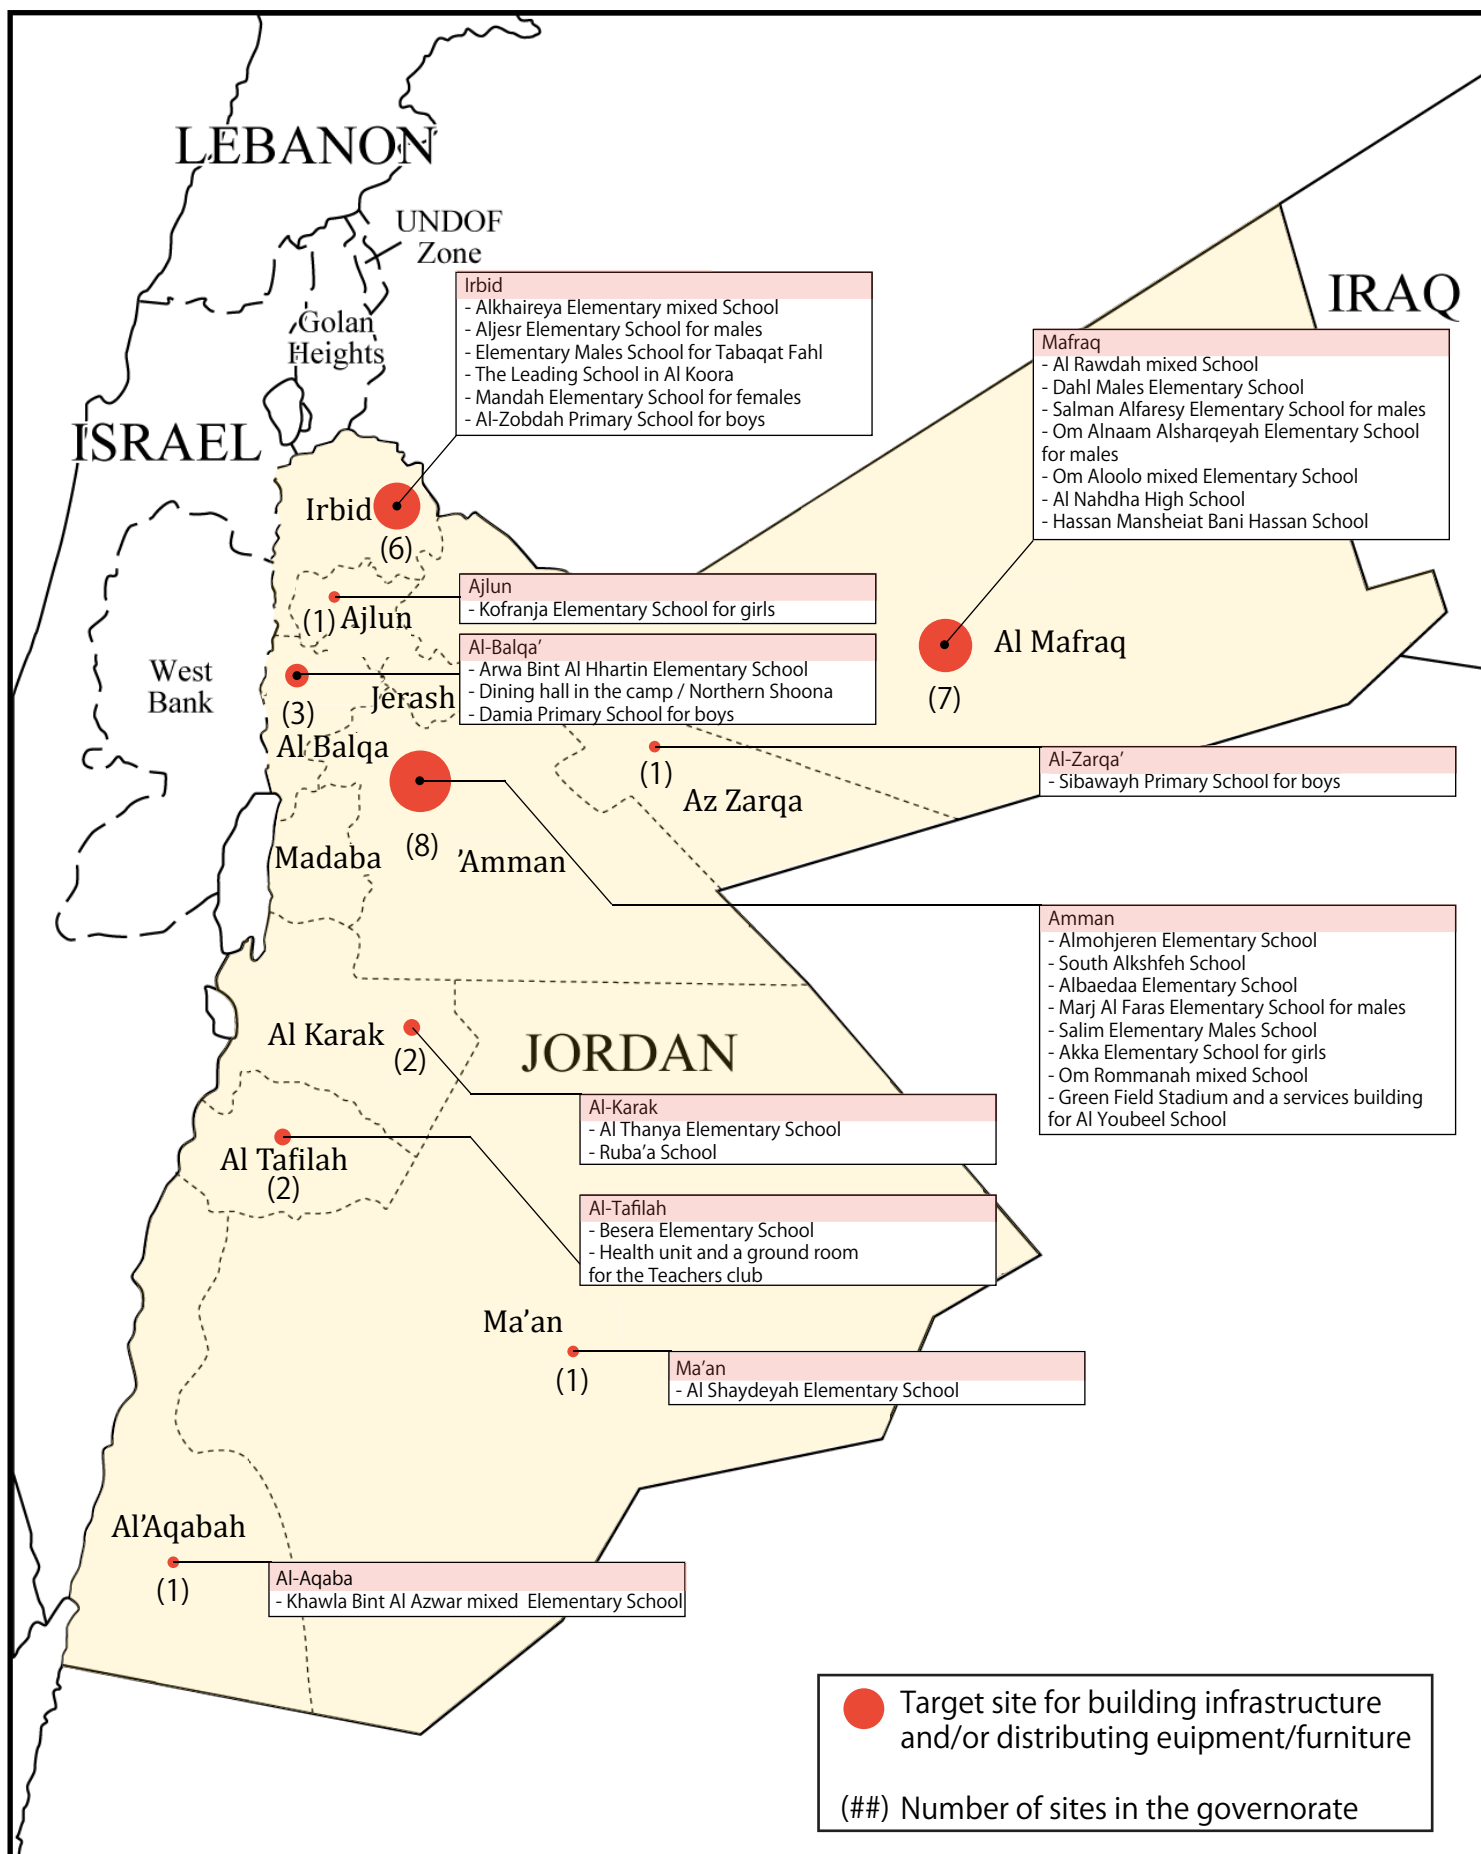 LEBANON
UNDOF
Zone
Golan
Heights
IRAQ
ISRAEL
Irbid
- Alkhaireya Elementary mixed School
- Aljesr Elementary School for males
- Elementary Males School for Tabaqat Fahl
- The Leading School in Al Koora
- Mandah Elementary School for females
- Al-Zobdah Primary School for boys
Mafraq
- Al Rawdah mixed School
- Dahl Males Elementary School
- Salman Alfaresy Elementary School for males
- Om Alnaam Alsharqeyah Elementary School
for males
- Om Aloolo mixed Elementary School
- Al Nahdha High School
- Hassan Mansheiat Bani Hassan School
Irbid
(6)
Ajlun
- Kofranja Elementary School for girls
(1) Ajlun
Al Mafraq
(7)
Al-Balqa’
- Arwa Bint Al Hhartin Elementary School
- Dining hall in the camp / Northern Shoona
- Damia Primary School for boys
West
Bank
Jerash
(3)
Al Balqa
(1)
Az Zarqa
Al-Zarqa’
- Sibawayh Primary School for boys
(8)
Madaba
’Amman
Amman
- Almohjeren Elementary School
- South Alkshfeh School
- Albaedaa Elementary School
- Marj Al Faras Elementary School for males
- Salim Elementary Males School
- Akka Elementary School for girls
- Om Rommanah mixed School
- Green Field Stadium and a services building
for Al Youbeel School
Al Karak
(2)
JORDAN
Al-Karak
- Al Thanya Elementary School
- Ruba’a School
Al Tafilah
(2)
Al-Tafilah
- Besera Elementary School
- Health unit and a ground room
for the Teachers club
Ma’an
(1)
Ma’an
- Al Shaydeyah Elementary School
Al’Aqabah
(1)
Al-Aqaba
- Khawla Bint Al Azwar mixed  Elementary School
Target site for building infrastructure
and/or distributing euipment/furniture
(##) Number of sites in the governorate